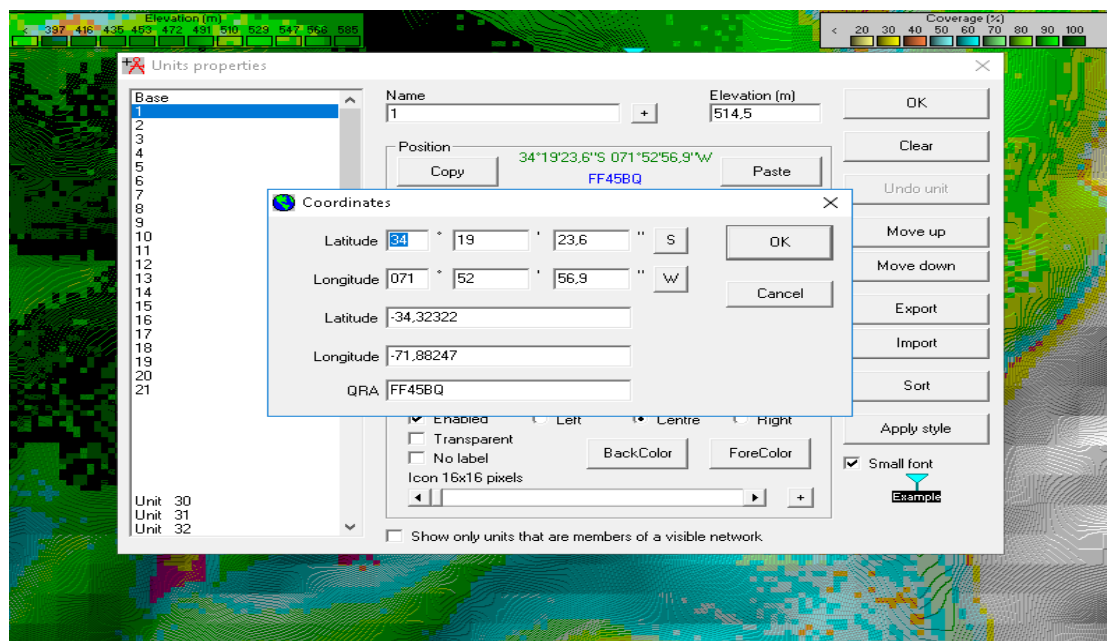 Elevation (m)
< 397 416 435 453 472 491 510 529 547 566 585
Coverage (%)
< 20 30 40 50 60 70 80 90 100
Units properties
Base
1
2
3
4
5
6
7
8
9
10
11
12
13
14
15
16
17
18
19
20
21
Unit 30
Unit 31
Unit 32
Name
1
+
Elevation (m)
514,5
Position
Copy
34°19'23,6''S 071°52'56,9''W
FF45BQ
Paste
Coordinates
Latitude 34 ° 19 ' 23,6 '' S
Longitude 071 ° 52 ' 56,9 '' W
Latitude -34,32322
Longitude -71,88247
QRA FF45BQ
OK
Cancel
Enabled Left Centre Right
Transparent
No label
BackColor
ForeColor
Icon 16x16 pixels
+
Show only units that are members of a visible network
OK
Clear
Undo unit
Move up
Move down
Export
Import
Sort
Apply style
Small font
Example